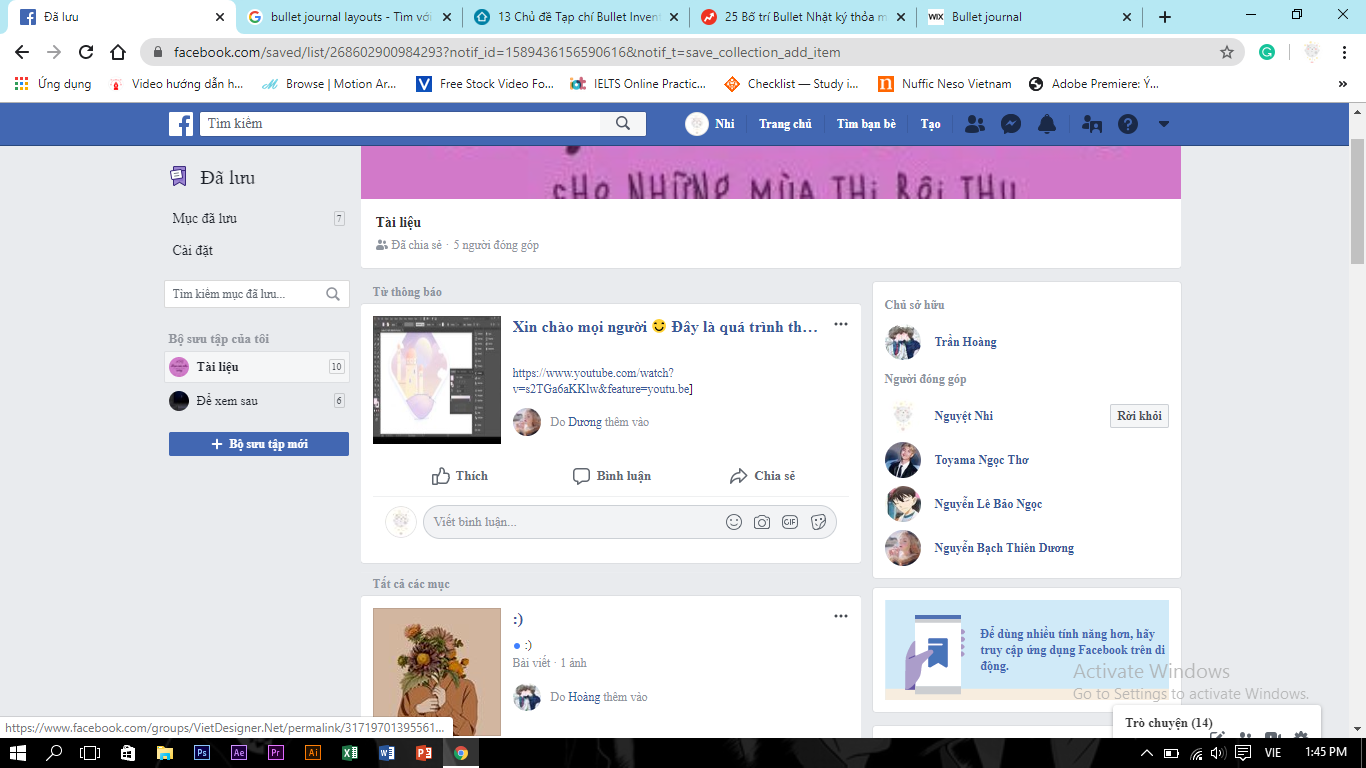 Đã lưu
bullet journal layouts - Tìm vớ
13 Chủ đề Tạp chí Bullet Inven
25 Bố trí Bullet Nhật ký thỏa m
WIX Bullet journal
facebook.com/saved/list/268602900984293?notif_id=1589436156590616&notif_t=save_collection_add_item
Ứng dụng
Video hướng dẫn h...
Browse | Motion Ar...
Free Stock Video Fo...
IELTS Online Practic...
Checklist — Study i...
Nuffic Neso Vietnam
Adobe Premiere: Ý...
Tìm kiếm
Nhi
Trang chủ
Tìm bạn bè
Tạo
Đã lưu
Mục đã lưu 7
Cài đặt
Tìm kiếm mục đã lưu...
Bộ sưu tập của tôi
Tài liệu 10
Để xem sau 6
+ Bộ sưu tập mới
CHO NHỮNG MÙA THI BỘI THU
Tài liệu
Đã chia sẻ · 5 người đóng góp
Từ thông báo
Xin chào mọi người Đây là quá trình th…
https://www.youtube.com/watch?
v=s2TGa6aKKlw&feature=youtu.be]
Do Dương thêm vào
Thích
Bình luận
Chia sẻ
Viết bình luận...
GIF
Tất cả các mục
:)
:)
Bài viết · 1 ảnh
Do Hoàng thêm vào
Chủ sở hữu
Trần Hoàng
Người đóng góp
Nguyệt Nhi
Rời khỏi
Toyama Ngọc Thơ
Nguyễn Lê Bảo Ngọc
Nguyễn Bạch Thiên Dương
Để dùng nhiều tính năng hơn, hãy
truy cập ứng dụng Facebook trên di
động.
Activate Windows
Go to Settings to activate Windows.
Trò chuyện (14)
https://www.facebook.com/groups/VietDesigner.Net/permalink/31719701395561...
Ps
Ae
Pr
Ai
VIE
1:45 PM